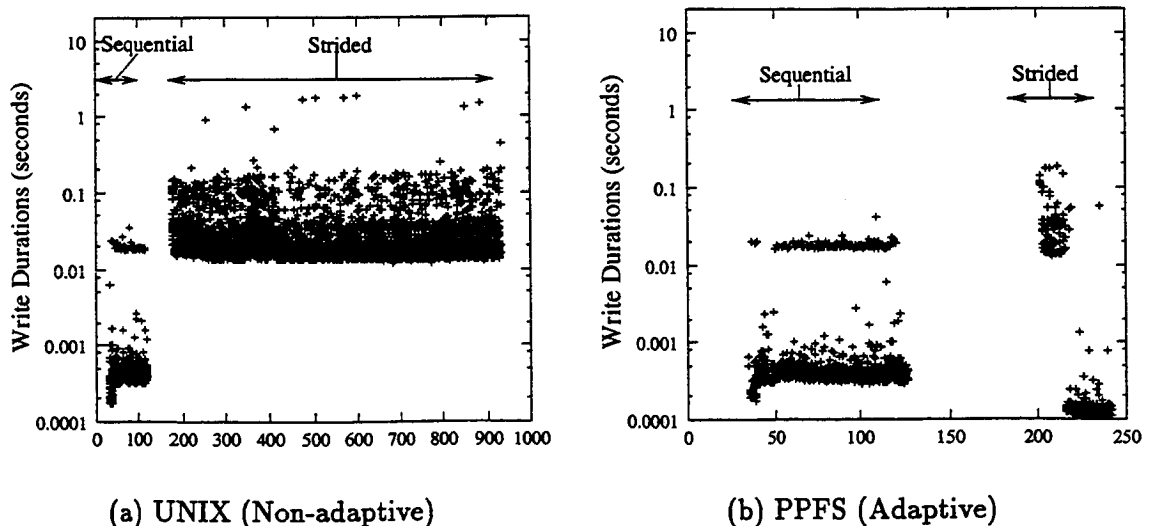 Write Durations (seconds)
10
1
0.1
0.01
0.001
0.0001
Sequential
Strided
0 100 200 300 400 500 600 700 800 900 1000
(a) UNIX (Non-adaptive)
Write Durations (seconds)
10
1
0.1
0.01
0.001
0.0001
Sequential
Strided
0 50 100 150 200 250
(b) PPFS (Adaptive)